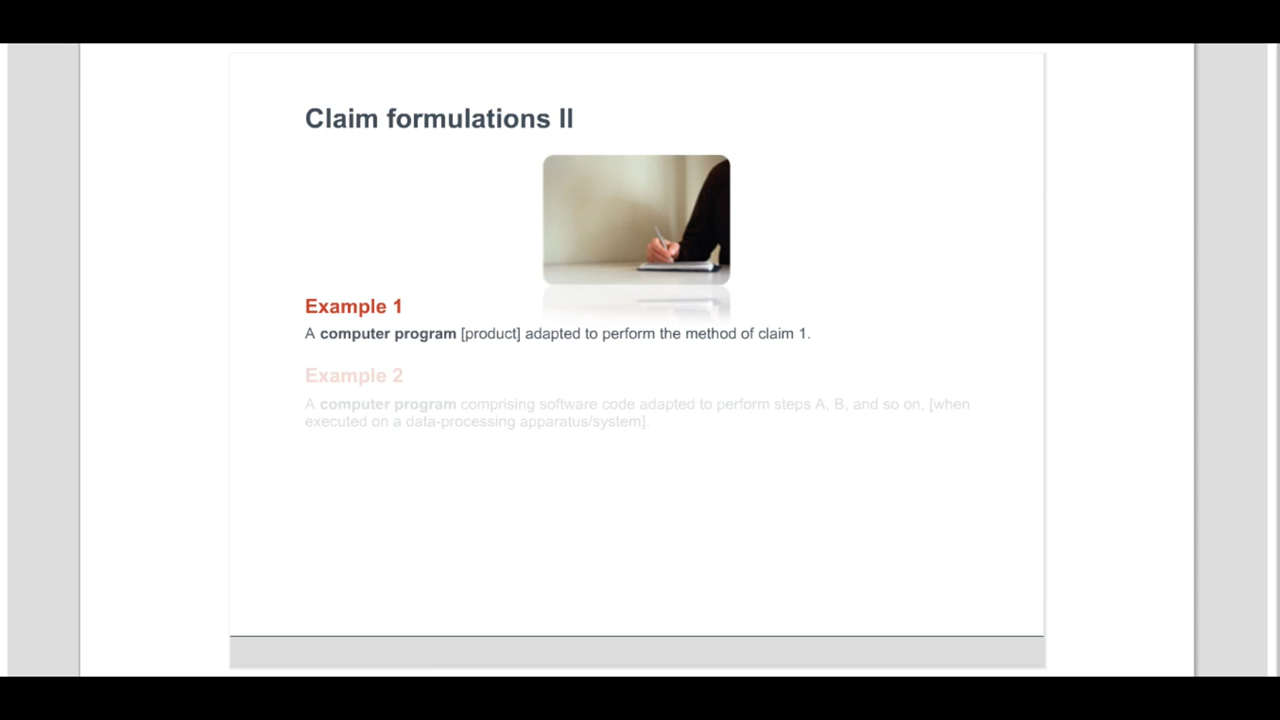 Claim formulations II
Example 1
A computer program [product] adapted to perform the method of claim 1.
Example 2
A computer program comprising software code adapted to perform steps A, B, and so on, [when
executed on a data-processing apparatus/system].